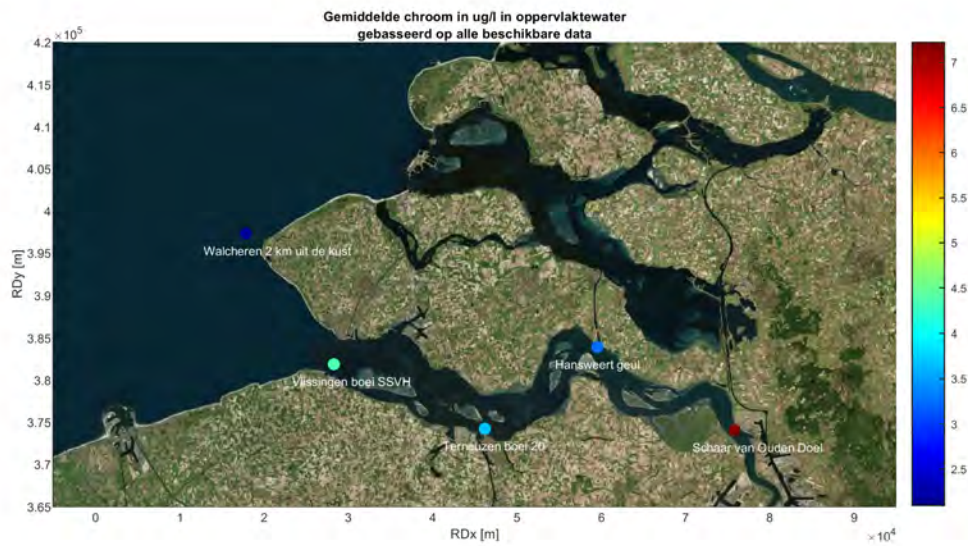 Gemiddelde chroom in ug/l in oppervlaktewater
gebasseerd op alle beschikbare data
×10⁵
4.2
4.15
4.1
4.05
4
3.95
3.9
3.85
3.8
3.75
3.7
3.65
RDy [m]
Walcheren 2 km uit de kust
Vlissingen boei SSVH
Hansweert geul
Terneuzen boei 20
Schaar van Ouden Doel
0 1 2 3 4 5 6 7 8 9
×10⁴
RDx [m]
7
6.5
6
5.5
5
4.5
4
3.5
3
2.5